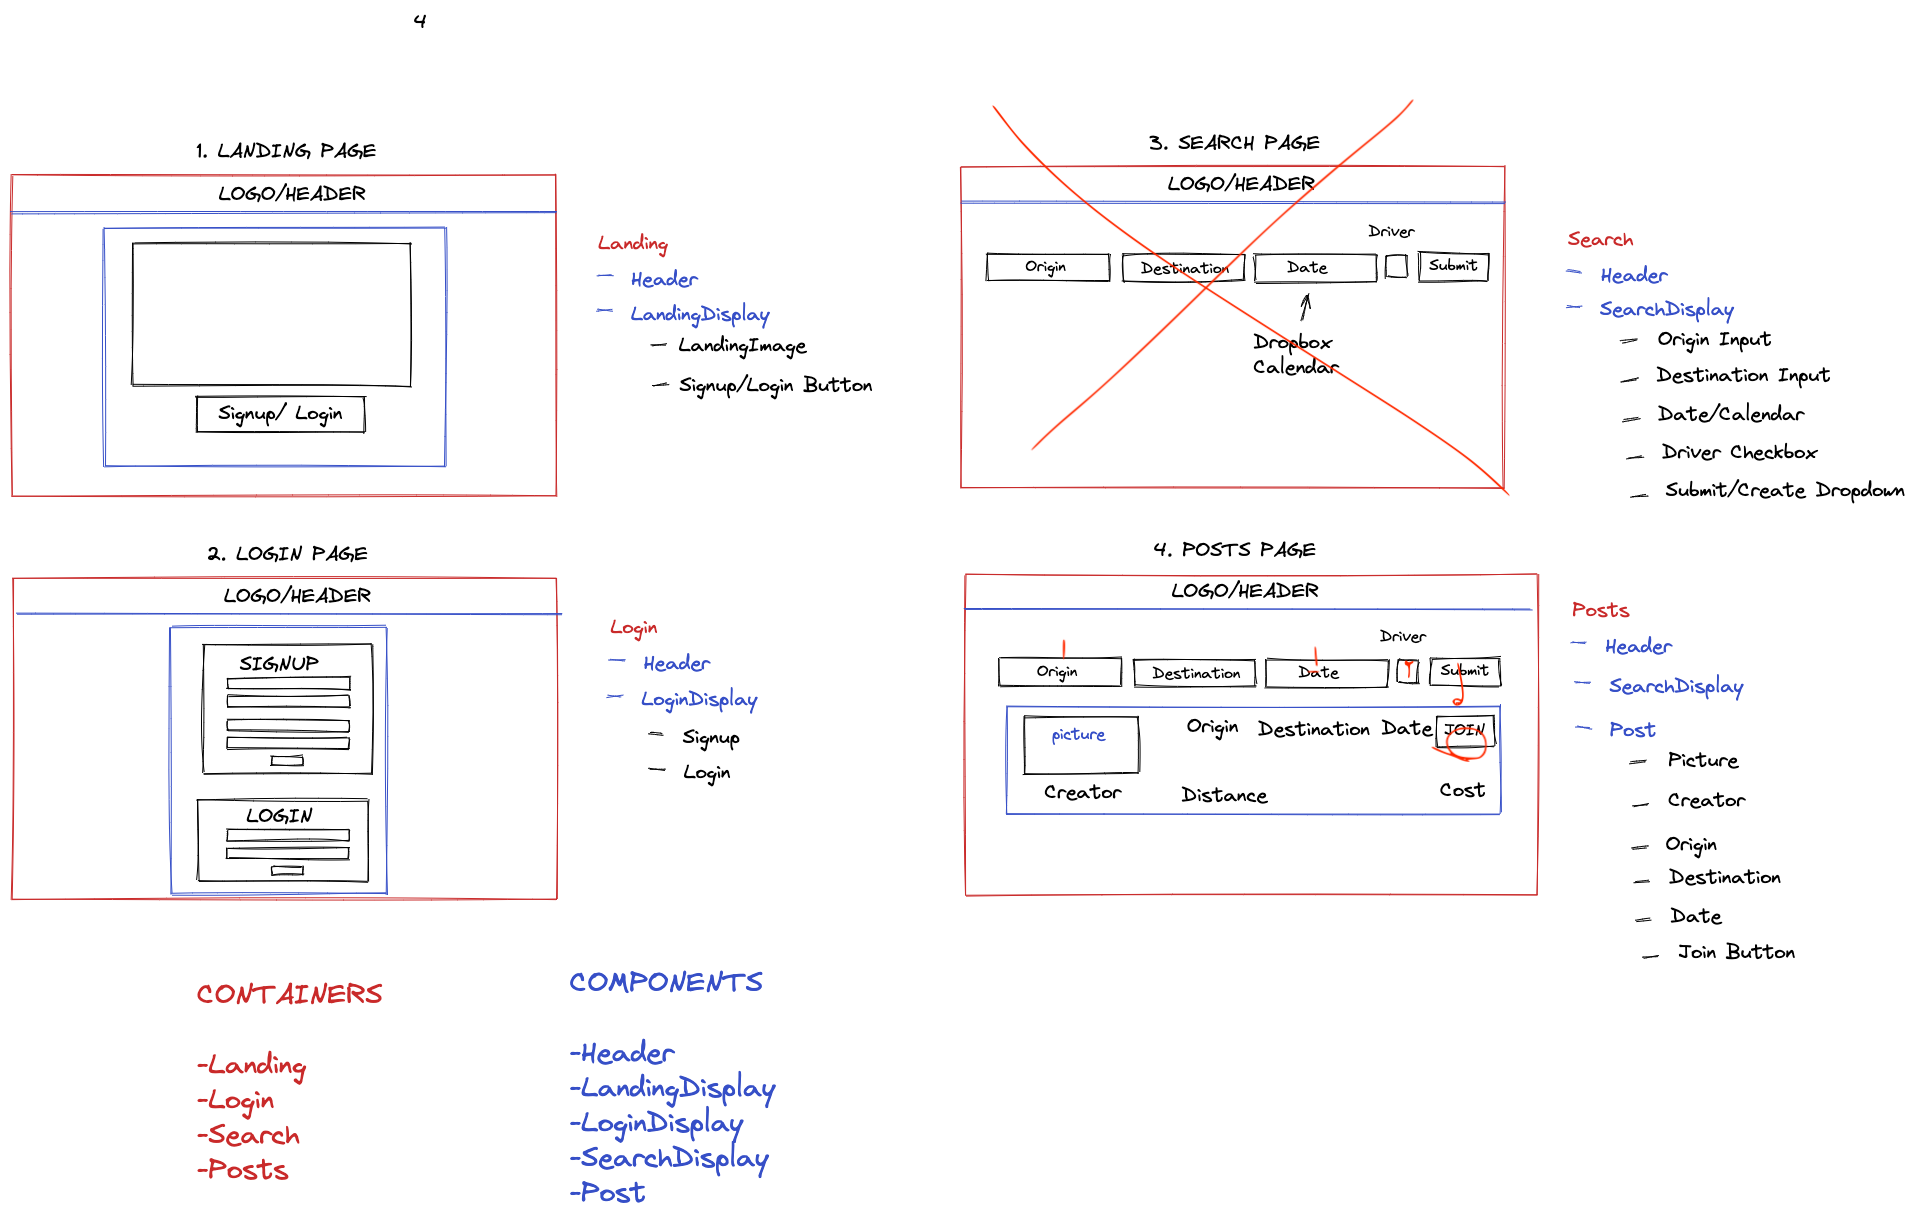 4
1. LANDING PAGE
LOGO/HEADER
Signup/ Login
Landing
- Header
- LandingDisplay
- LandingImage
- Signup/Login Button
2. LOGIN PAGE
LOGO/HEADER
SIGNUP
LOGIN
Login
- Header
- LoginDisplay
- Signup
- Login
3. SEARCH PAGE
LOGO/HEADER
Driver
Origin Destination Date Submit
Dropbox
Calendar
Search
- Header
- SearchDisplay
- Origin Input
- Destination Input
- Date/Calendar
- Driver Checkbox
- Submit/Create Dropdown
4. POSTS PAGE
LOGO/HEADER
Driver
Origin Destination Date Submit
picture Origin Destination Date JOIN
Creator Distance Cost
Posts
- Header
- SearchDisplay
- Post
- Picture
- Creator
- Origin
- Destination
- Date
- Join Button
CONTAINERS
-Landing
-Login
-Search
-Posts
COMPONENTS
-Header
-LandingDisplay
-LoginDisplay
-SearchDisplay
-Post